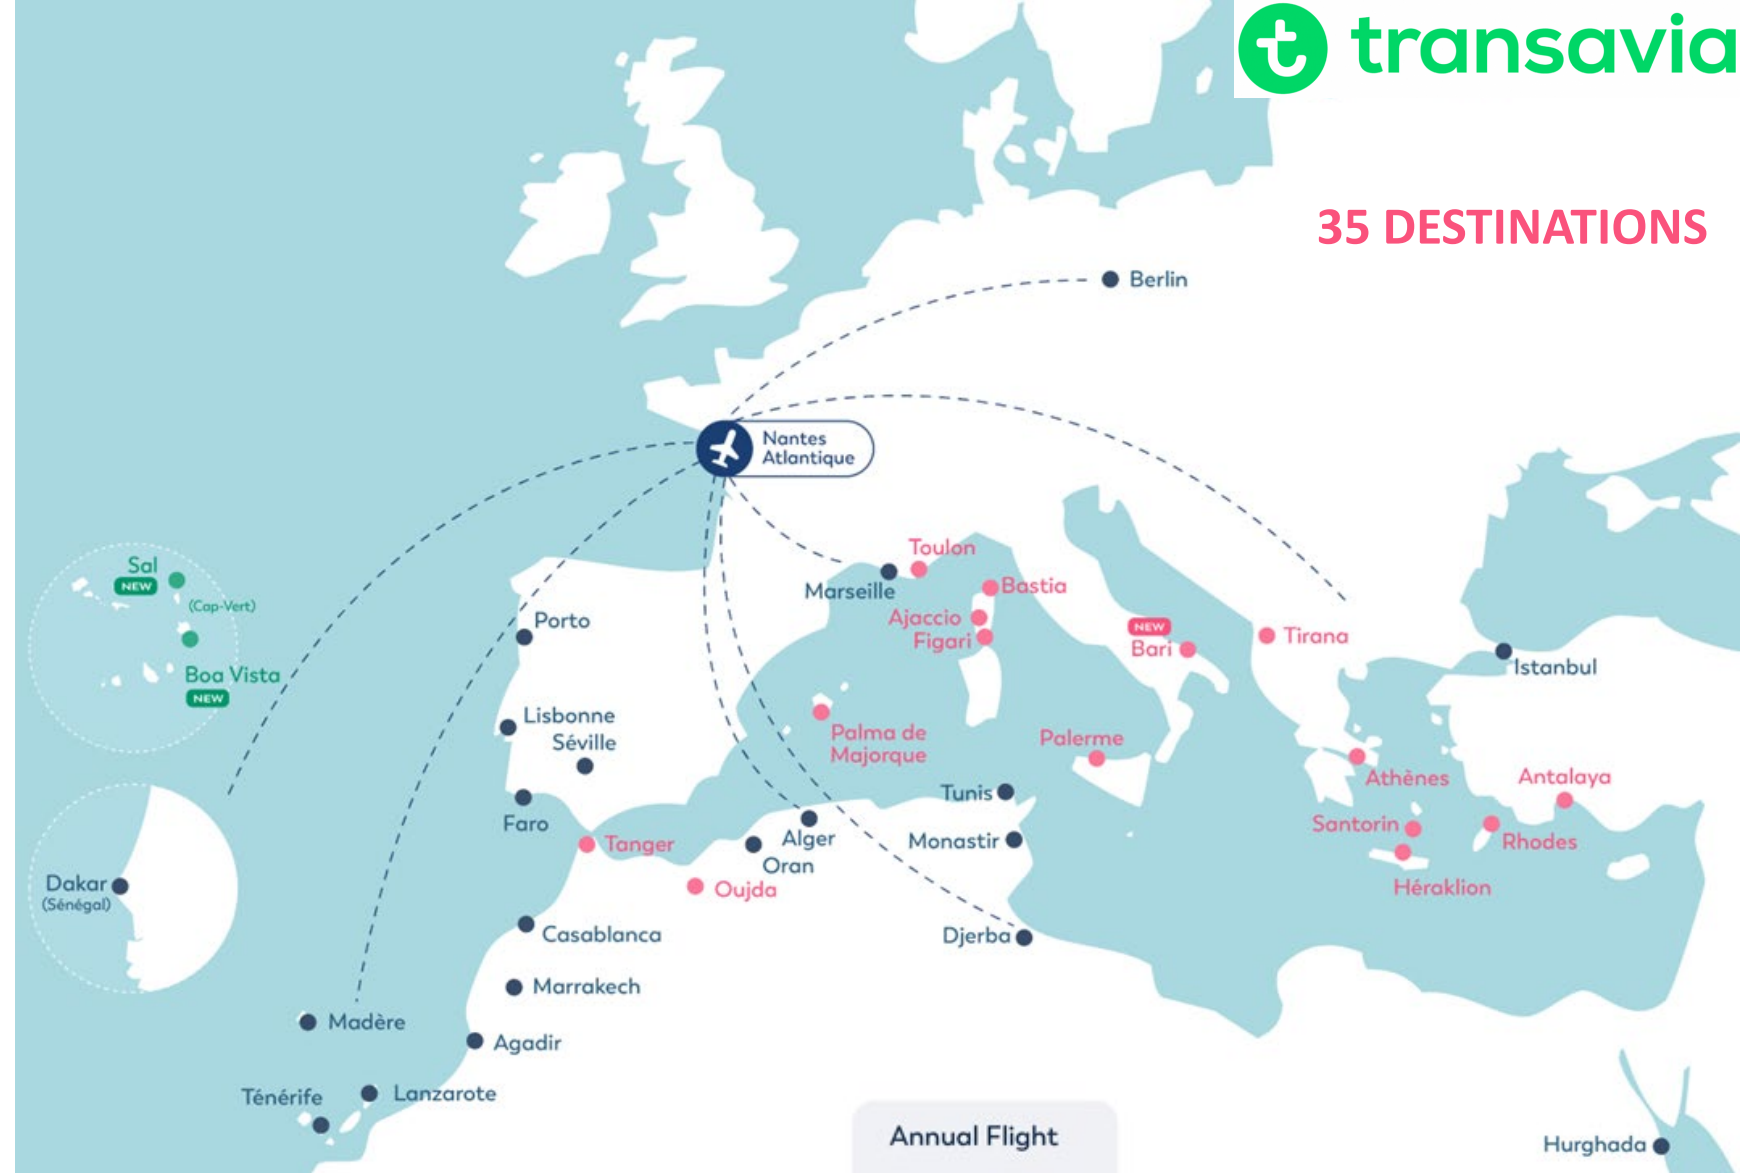 transavia
35 DESTINATIONS
Berlin
Nantes
Atlantique
Toulon
Marseille
Bastia
Ajaccio
Figari
NEW
Bari
Tirana
Istanbul
Sal
NEW
(Cap-Vert)
Boa Vista
NEW
Porto
Lisbonne
Séville
Faro
Palma de
Majorque
Palerme
Athènes
Antalaya
Santorin
Rhodes
Héraklion
Tunis
Monastir
Alger
Oran
Tanger
Oujda
Djerba
Dakar
(Sénégal)
Casablanca
Marrakech
Madère
Agadir
Ténérife
Lanzarote
Annual Flight
Hurghada